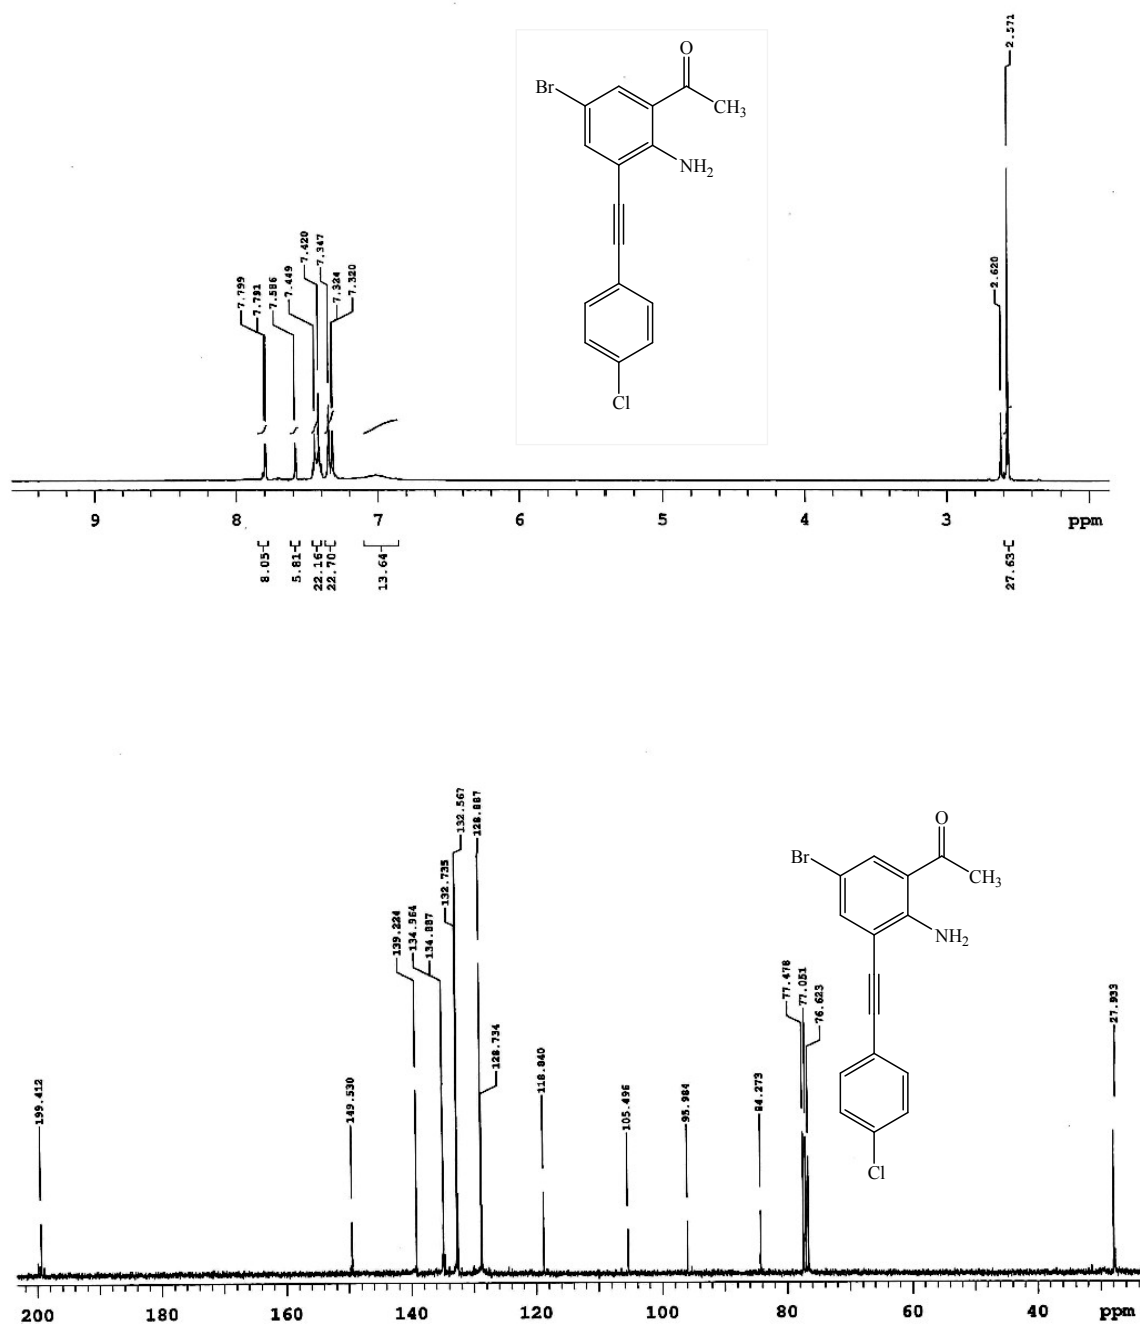 2.571
O
Br
CH3
NH2
Cl
7.799
7.791
7.586
7.449
7.420
7.347
7.324
7.320
2.620
9 8 7 6 5 4 3 ppm
8.05
5.81
22.16
22.70
13.64
27.63
199.412
149.530
139.224
134.964
134.887
132.735
132.567
128.887
128.734
118.840
105.496
95.984
84.273
77.478
77.051
76.623
27.933
O
Br
CH3
NH2
Cl
200 180 160 140 120 100 80 60 40 ppm